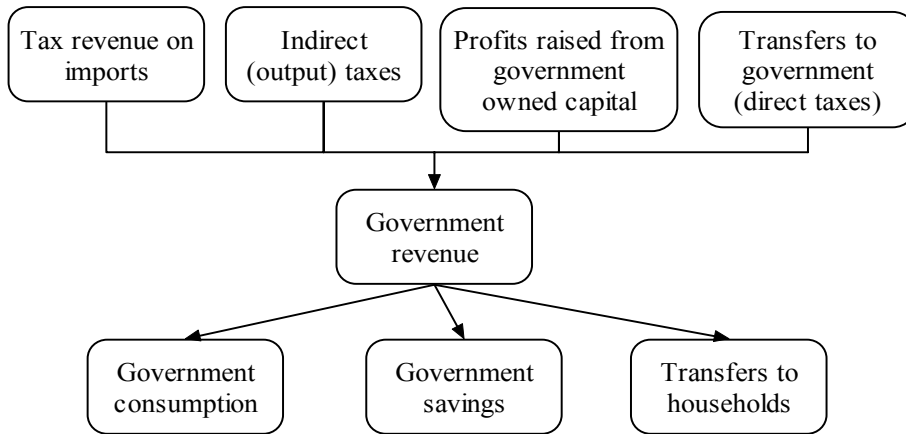 Tax revenue on
imports
Indirect
(output) taxes
Profits raised from
government
owned capital
Transfers to
government
(direct taxes)
Government
revenue
Government
consumption
Government
savings
Transfers to
households